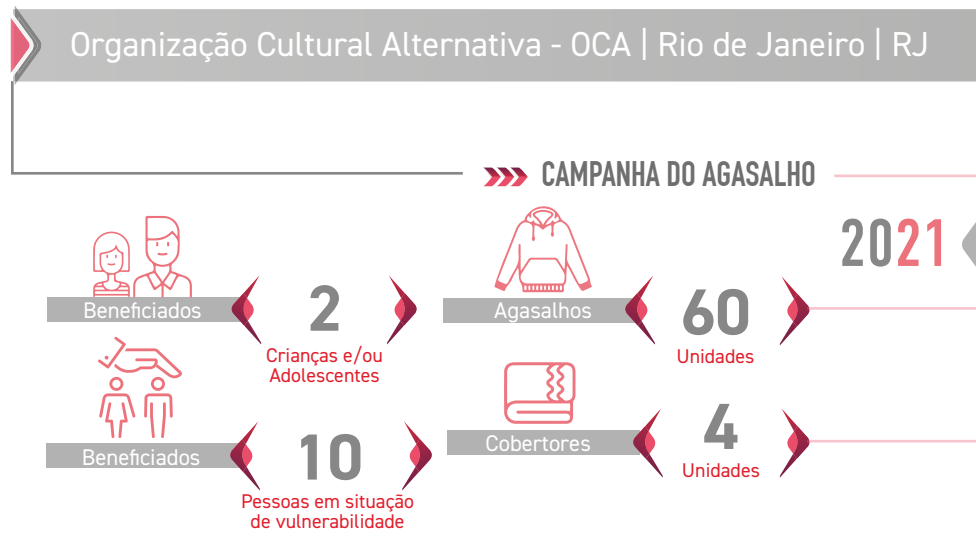 Organização Cultural Alternativa - OCA | Rio de Janeiro | RJ
CAMPANHA DO AGASALHO
2021
Beneficiados
2
Crianças e/ou
Adolescentes
Agasalhos
60
Unidades
Beneficiados
10
Pessoas em situação
de vulnerabilidade
Cobertores
4
Unidades